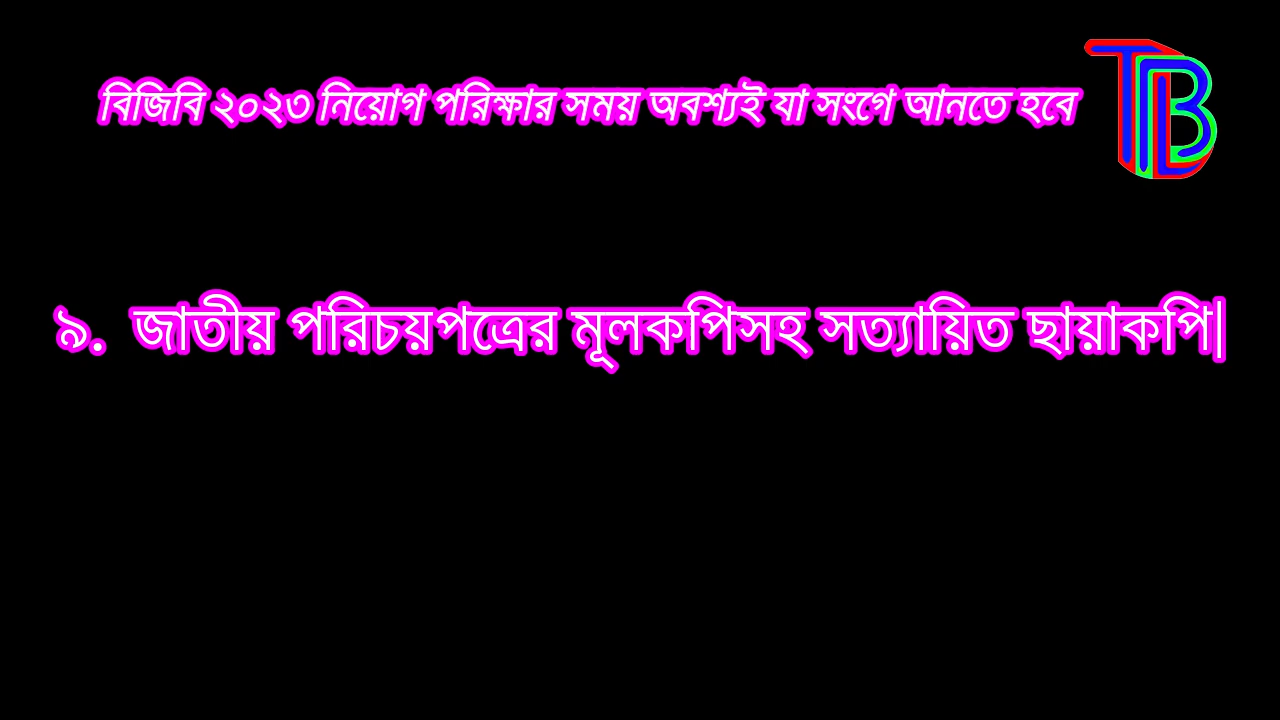 বিজিবি ২০২৩ নিয়োগ পরিক্ষার সময় অবশ্যই যা সংগে আনতে হবে
TB
৯. জাতীয় পরিচয়পত্রের মূলকপিসহ সত্যায়িত ছায়াকপি|